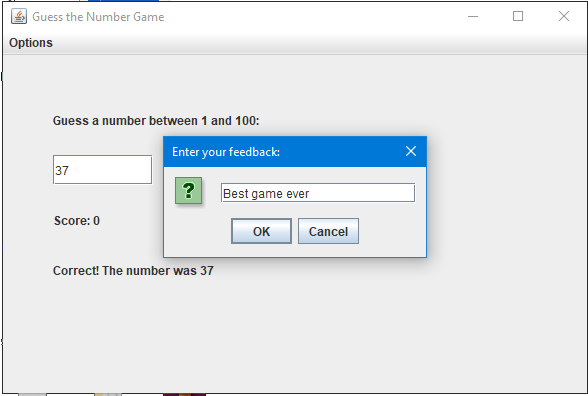 Guess the Number Game
Options
Guess a number between 1 and 100:
Enter your feedback:
37
?
Best game ever
Score: 0
OK
Cancel
Correct! The number was 37